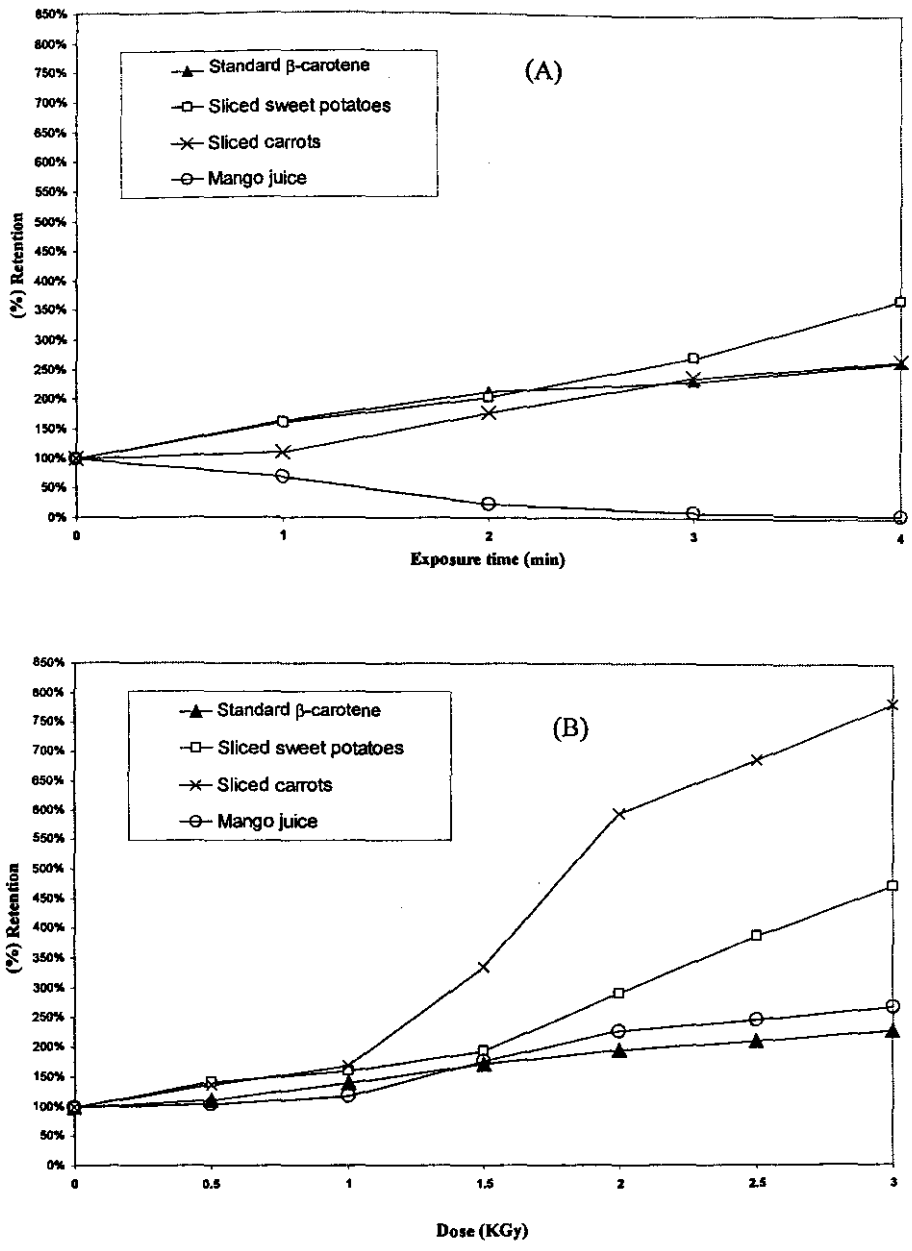 850%
800%
750%
700%
650%
600%
550%
500%
450%
400%
350%
300%
250%
200%
150%
100%
50%
0%
(%) Retention
Standard β-carotene
Sliced sweet potatoes
Sliced carrots
Mango juice
(A)
0 1 2 3 4
Exposure time (min)
850%
800%
750%
700%
650%
600%
550%
500%
450%
400%
350%
300%
250%
200%
150%
100%
50%
0%
(%) Retention
Standard β-carotene
Sliced sweet potatoes
Sliced carrots
Mango juice
(B)
0 0.5 1 1.5 2 2.5 3
Dose (KGy)